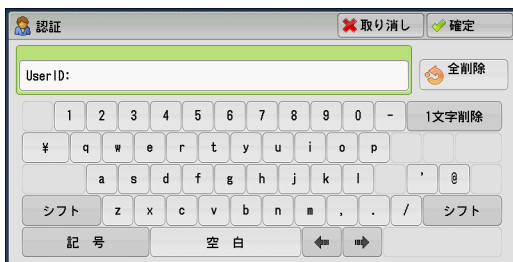 認証 取り消し 確定
UserID: 全削除
1 2 3 4 5 6 7 8 9 0 - 1文字削除
¥ q w e r t y u i o p
a s d f g h j k l ' @
シフト z x c v b n m , . / シフト
記 号 空 白